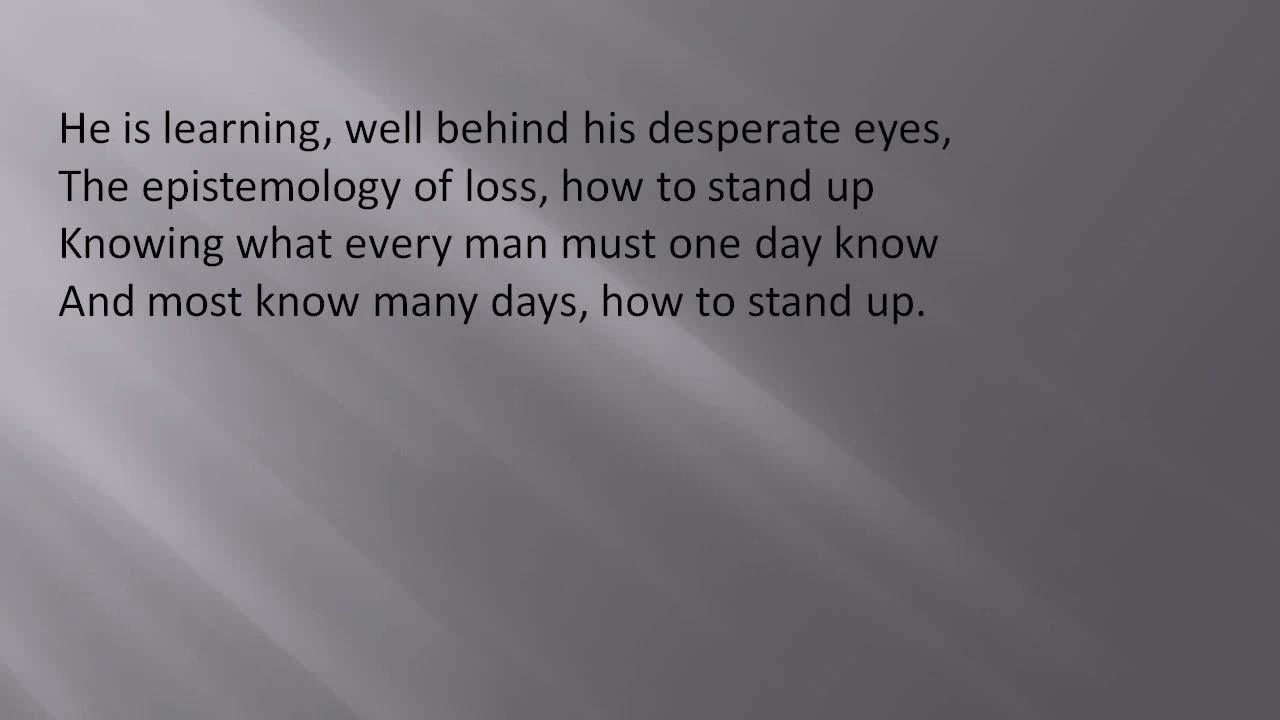 He is learning, well behind his desperate eyes,
The epistemology of loss, how to stand up
Knowing what every man must one day know
And most know many days, how to stand up.